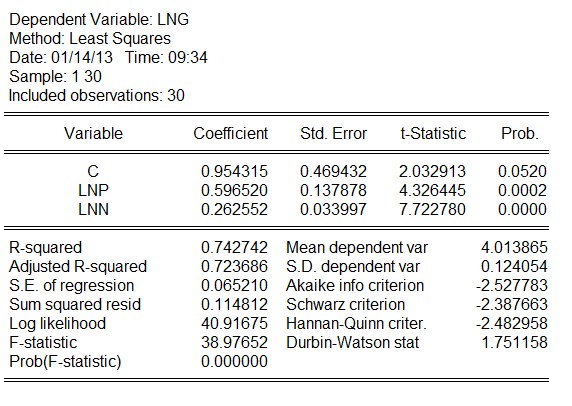 Dependent Variable: LNG
Method: Least Squares
Date: 01/14/13 Time: 09:34
Sample: 1 30
Included observations: 30
Variable Coefficient Std. Error t-Statistic Prob.
C 0.954315 0.469432 2.032913 0.0520
LNP 0.596520 0.137878 4.326445 0.0002
LNN 0.262552 0.033997 7.722780 0.0000
R-squared 0.742742 Mean dependent var 4.013865
Adjusted R-squared 0.723686 S.D. dependent var 0.124054
S.E. of regression 0.065210 Akaike info criterion -2.527783
Sum squared resid 0.114812 Schwarz criterion -2.387663
Log likelihood 40.91675 Hannan-Quinn criter. -2.482958
F-statistic 38.97652 Durbin-Watson stat 1.751158
Prob(F-statistic) 0.000000